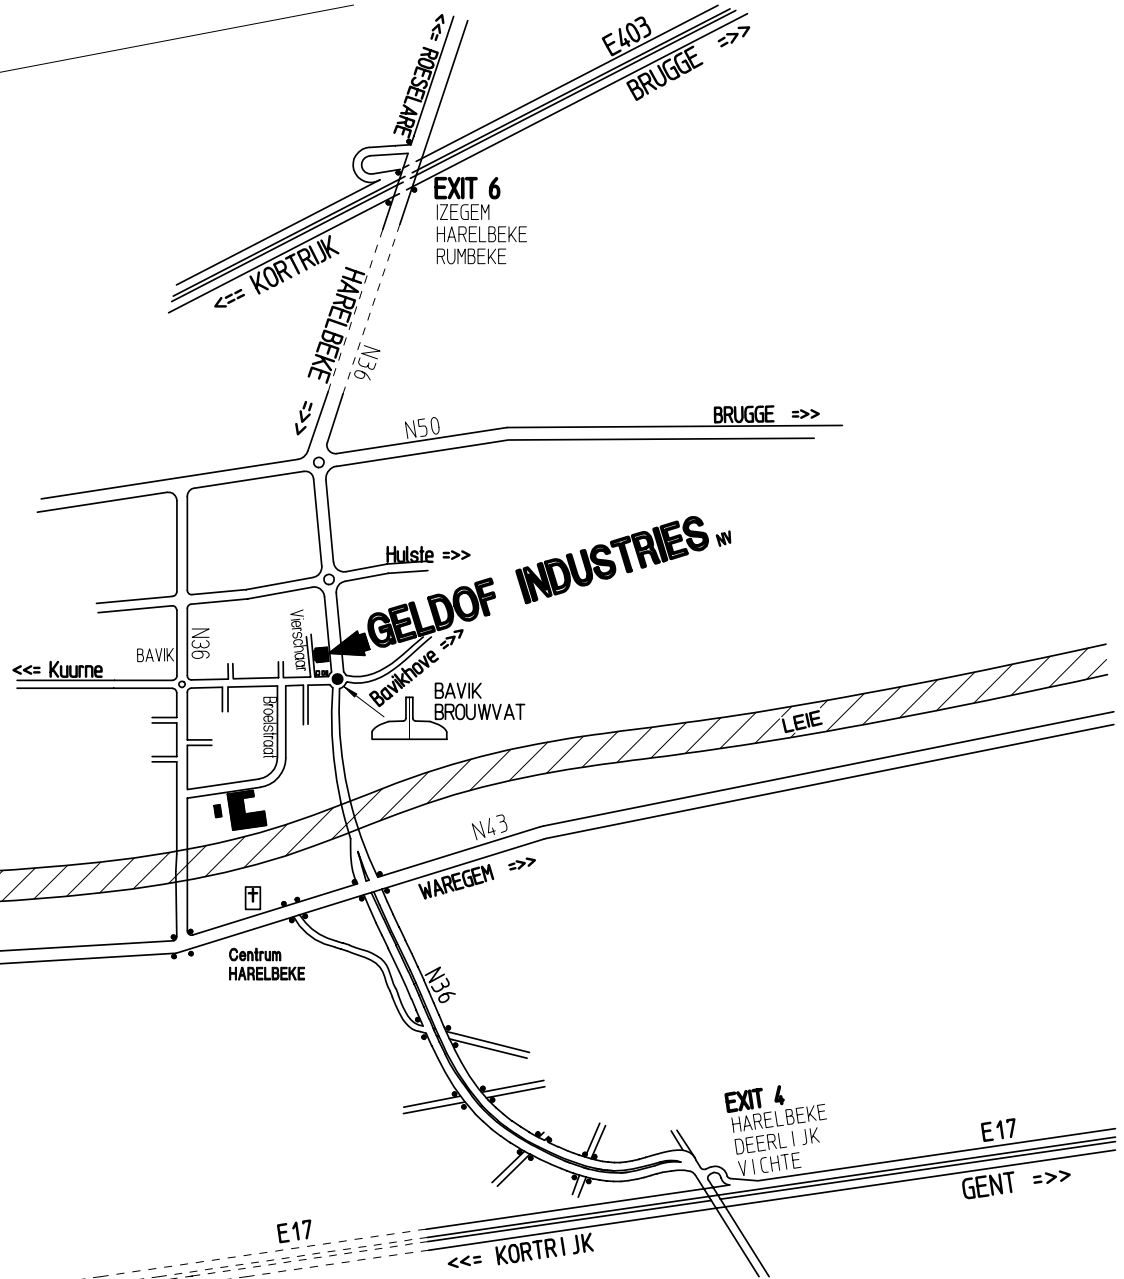 <<= ROESELARE
E403
BRUGGE =>>
EXIT 6
IZEGEM
HARELBEKE
RUMBEKE
<== KORTRIJK
HARELBEKE
<<=
N36
N50
BRUGGE =>>
Hulste =>>
GELDOF INDUSTRIES NV
Vierschaar
N36
BAVIK
<<= Kuurne
Bavikhove =>>
BAVIK
BROUWVAT
Broelstraat
LEIE
N43
WAREGEM =>>
Centrum
HARELBEKE
N36
EXIT 4
HARELBEKE
DEERLIJK
VICHTE
E17
GENT =>>
E17
<<= KORTRIJK